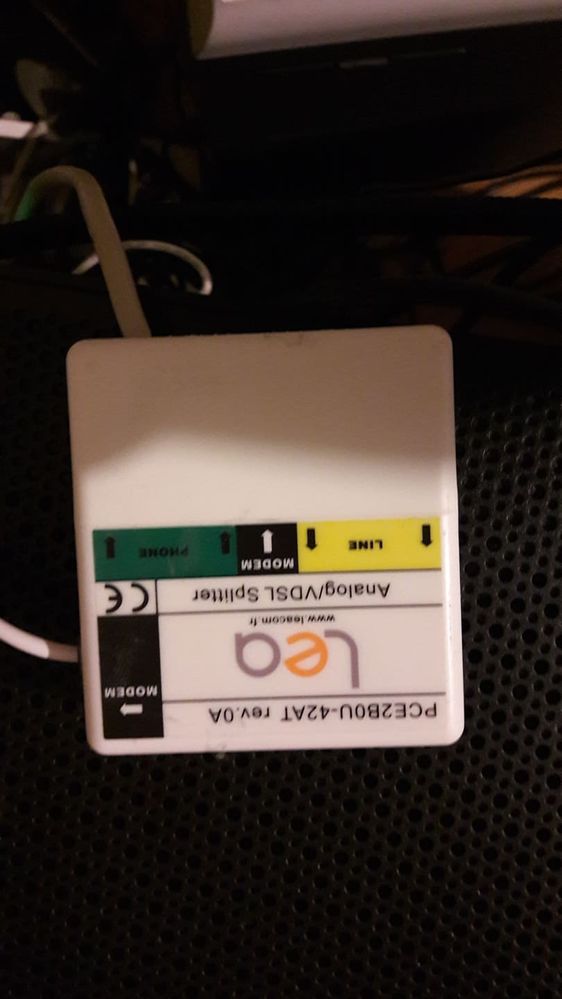 PCE2B0U-42AT rev.0A
MODEM
Lea
www.leacom.fr
Analog/VDSL Splitter CE
LINE MODEM PHONE